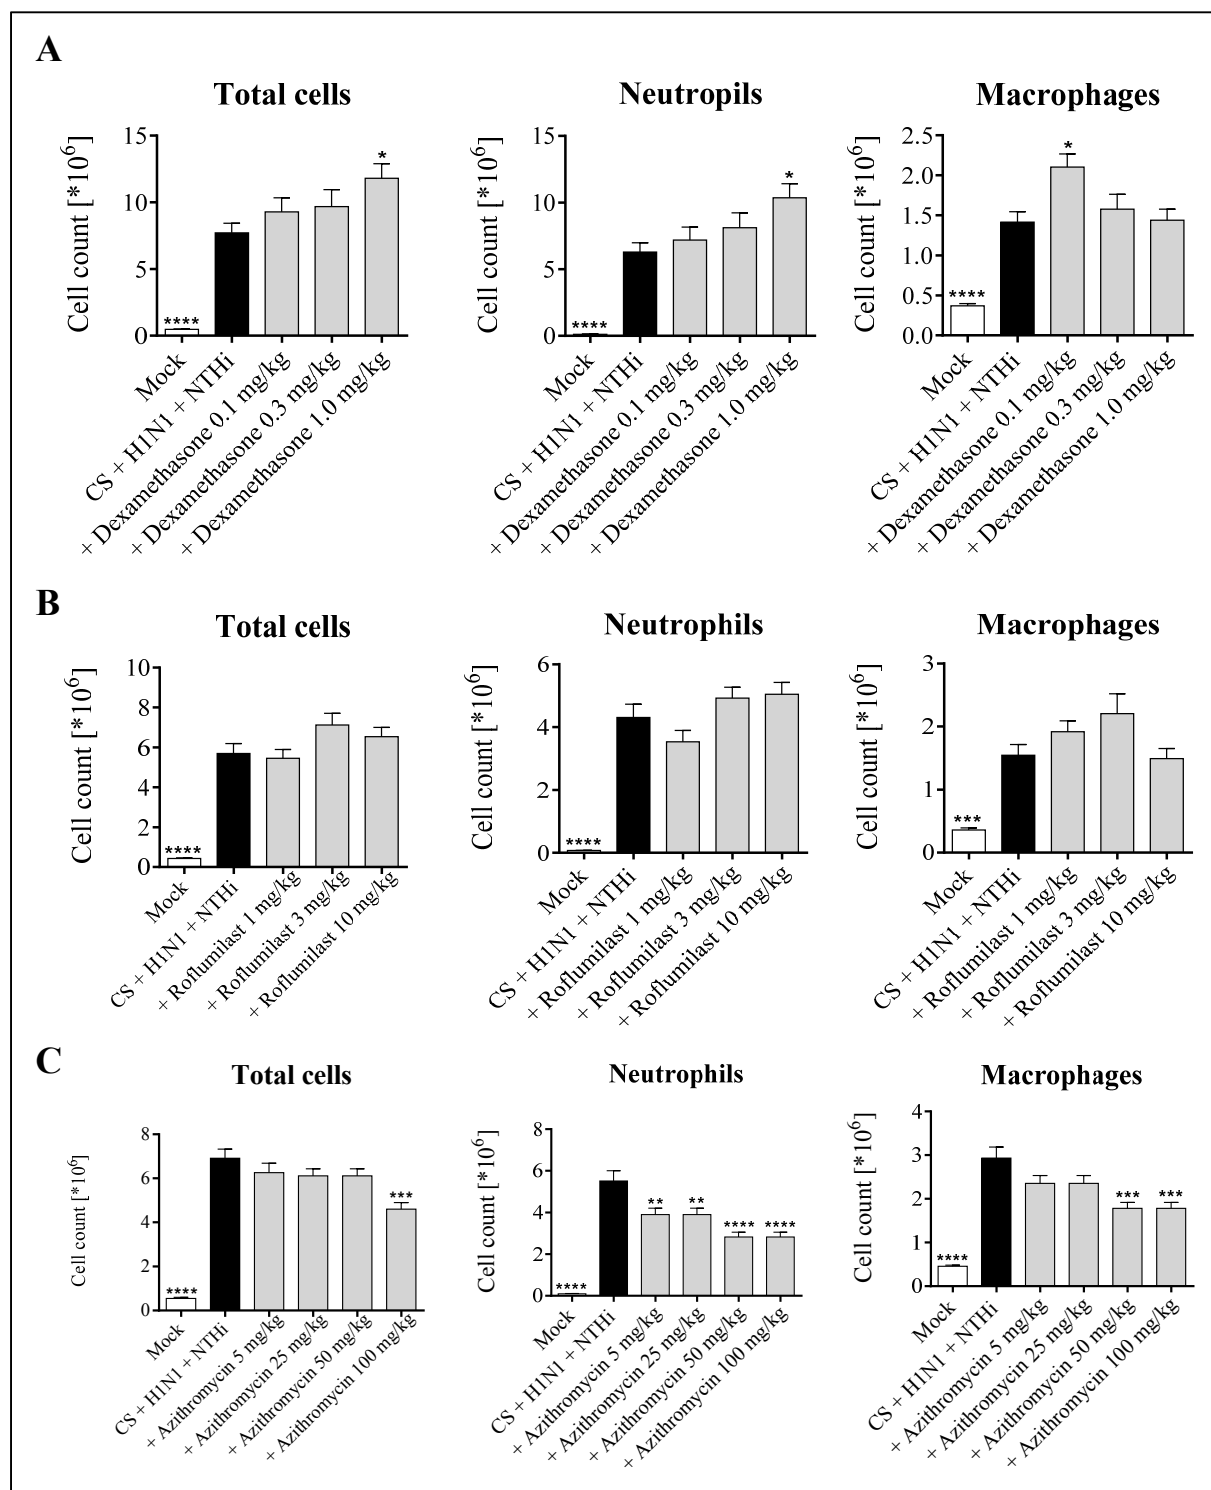 A
Total cells
Neutropils
Macrophages
Cell count [*10^6]
15
10
5
0
****
*
Mock
CS + H1N1 + NTHi
+ Dexamethasone 0.1 mg/kg
+ Dexamethasone 0.3 mg/kg
+ Dexamethasone 1.0 mg/kg
Cell count [*10^6]
15
10
5
0
****
*
Mock
CS + H1N1 + NTHi
+ Dexamethasone 0.1 mg/kg
+ Dexamethasone 0.3 mg/kg
+ Dexamethasone 1.0 mg/kg
Cell count [*10^6]
2.5
2.0
1.5
1.0
0.5
0.0
****
*
Mock
CS + H1N1 + NTHi
+ Dexamethasone 0.1 mg/kg
+ Dexamethasone 0.3 mg/kg
+ Dexamethasone 1.0 mg/kg
B
Total cells
Neutrophils
Macrophages
Cell count [*10^6]
10
8
6
4
2
0
****
Mock
CS + H1N1 + NTHi
+ Roflumilast 1 mg/kg
+ Roflumilast 3 mg/kg
+ Roflumilast 10 mg/kg
Cell count [*10^6]
6
4
2
0
****
Mock
CS + H1N1 + NTHi
+ Roflumilast 1 mg/kg
+ Roflumilast 3 mg/kg
+ Roflumilast 10 mg/kg
Cell count [*10^6]
3
2
1
0
***
Mock
CS + H1N1 + NTHi
+ Roflumilast 1 mg/kg
+ Roflumilast 3 mg/kg
+ Roflumilast 10 mg/kg
C
Total cells
Neutrophils
Macrophages
Cell count [*10^6]
8
6
4
2
0
****
***
Mock
CS + H1N1 + NTHi
+ Azithromycin 5 mg/kg
+ Azithromycin 25 mg/kg
+ Azithromycin 50 mg/kg
+ Azithromycin 100 mg/kg
Cell count [*10^6]
8
6
4
2
0
****
**
**
****
****
Mock
CS + H1N1 + NTHi
+ Azithromycin 5 mg/kg
+ Azithromycin 25 mg/kg
+ Azithromycin 50 mg/kg
+ Azithromycin 100 mg/kg
Cell count [*10^6]
4
3
2
1
0
****
***
***
Mock
CS + H1N1 + NTHi
+ Azithromycin 5 mg/kg
+ Azithromycin 25 mg/kg
+ Azithromycin 50 mg/kg
+ Azithromycin 100 mg/kg